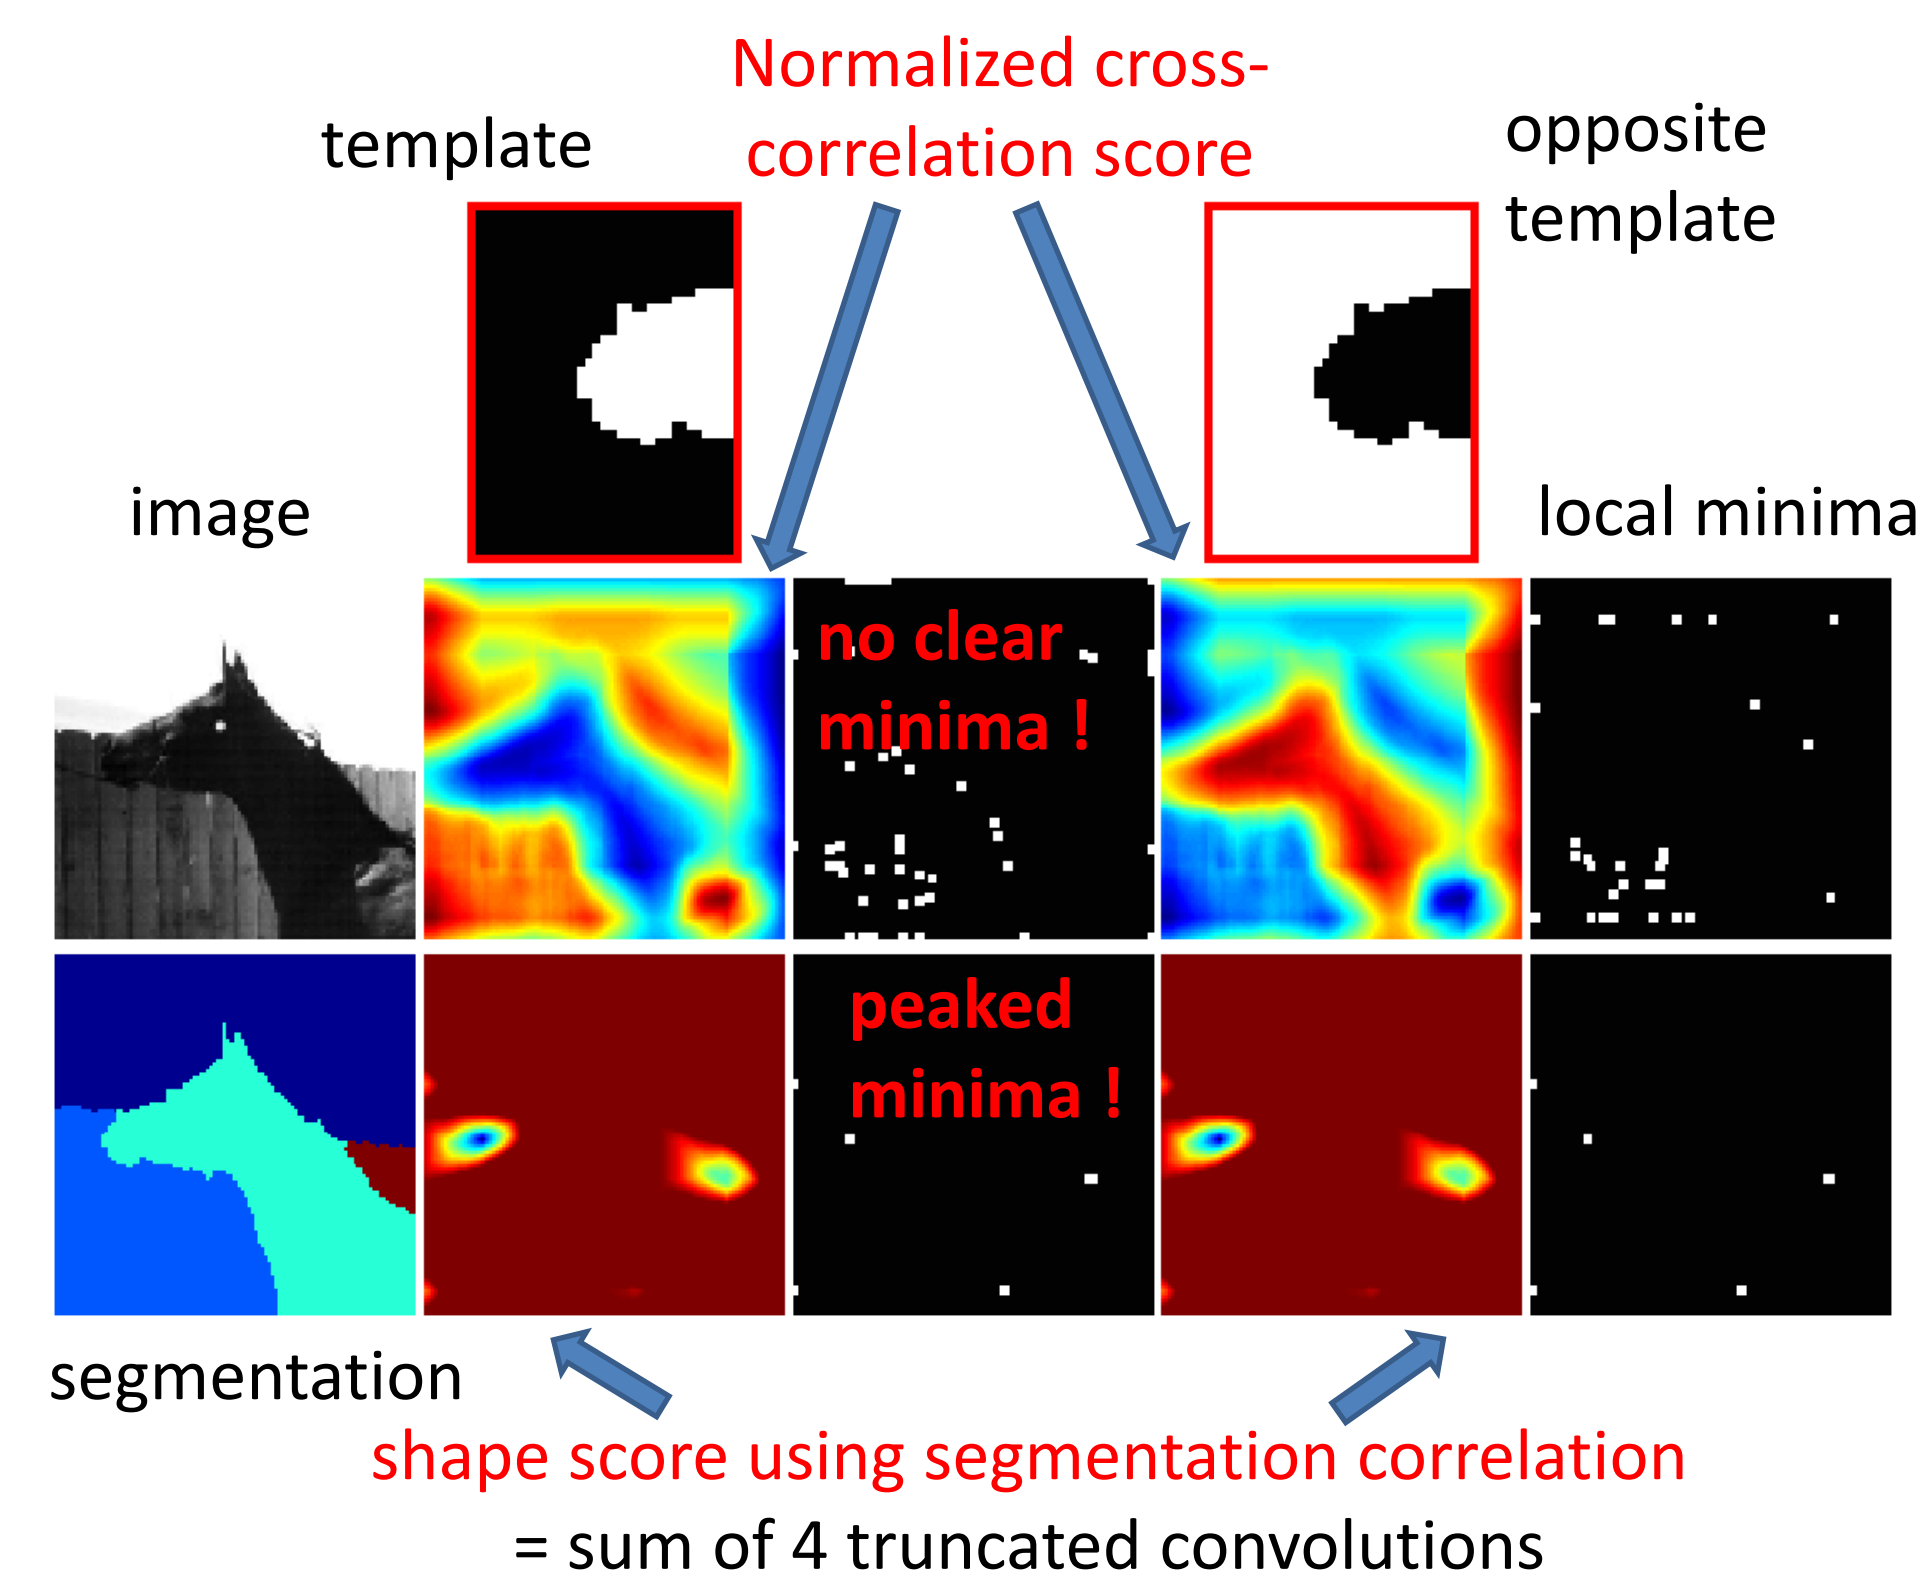 Normalized cross-
correlation score
template
opposite
template
image
local minima
no clear
minima !
peaked
minima !
segmentation
shape score using segmentation correlation
= sum of 4 truncated convolutions